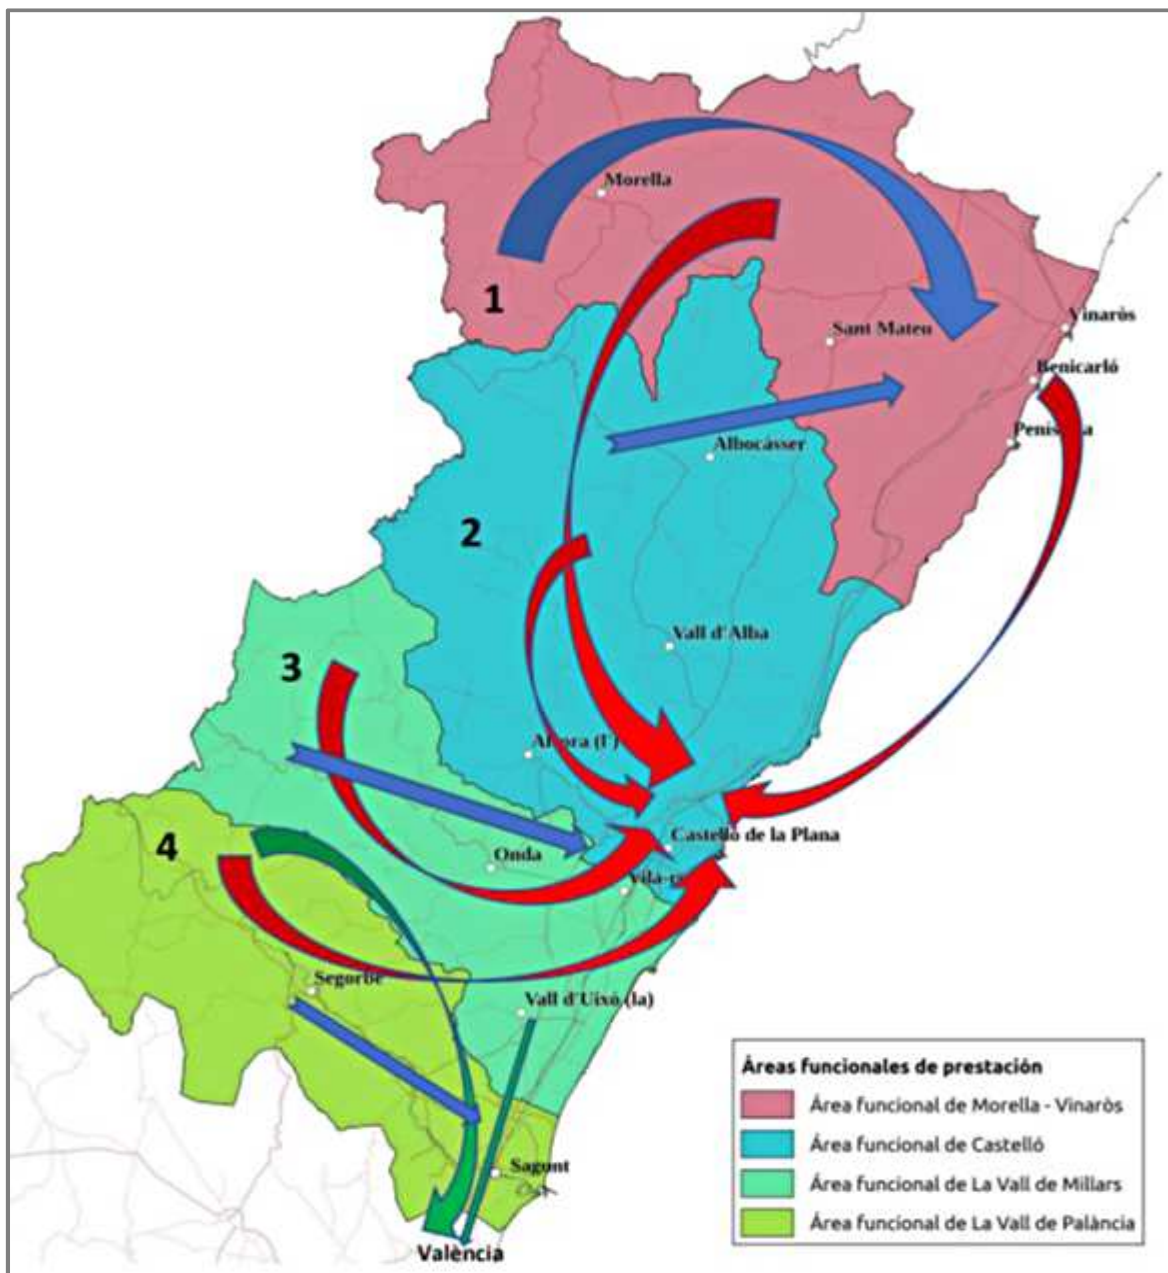 Morella
1
Vinaròs
Sant Mateu
Benicarló
Albocásser
2
Vall d'Alba
3
Castelló de la Plana
4
Onda
Segorbe
Vall d'Uixó (la)
Sagunt
València
Áreas funcionales de prestación
Área funcional de Morella - Vinaròs
Área funcional de Castelló
Área funcional de La Vall de Millars
Área funcional de La Vall de Palància